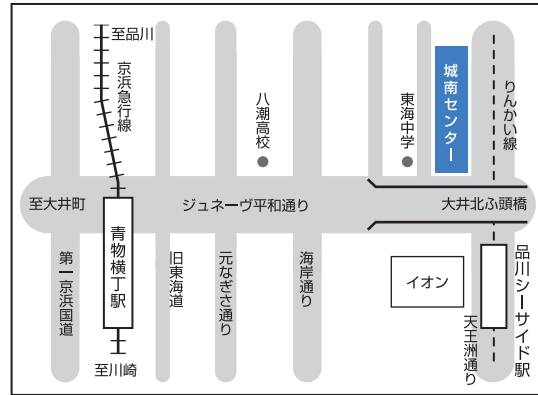 至品川
京浜急行線
八潮高校
東海中学
城南センター
りんかい線
至大井町
ジュネーヴ平和通り
大井北ふ頭橋
第一京浜国道
青物横丁駅
旧東海道
元なぎさ通り
海岸通り
イオン
天王洲通り
品川シーサイド駅
至川崎